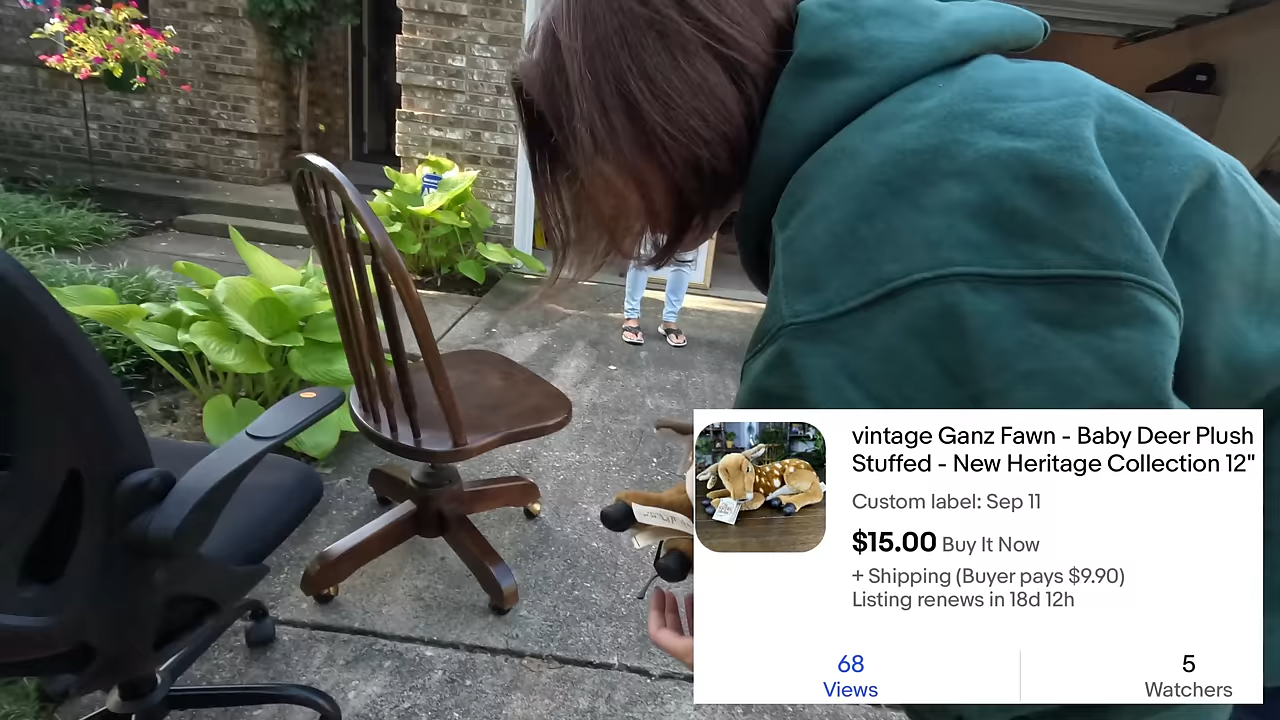 vintage Ganz Fawn - Baby Deer Plush
Stuffed - New Heritage Collection 12"
Custom label: Sep 11
$15.00 Buy It Now
+ Shipping (Buyer pays $9.90)
Listing renews in 18d 12h
68
Views
5
Watchers